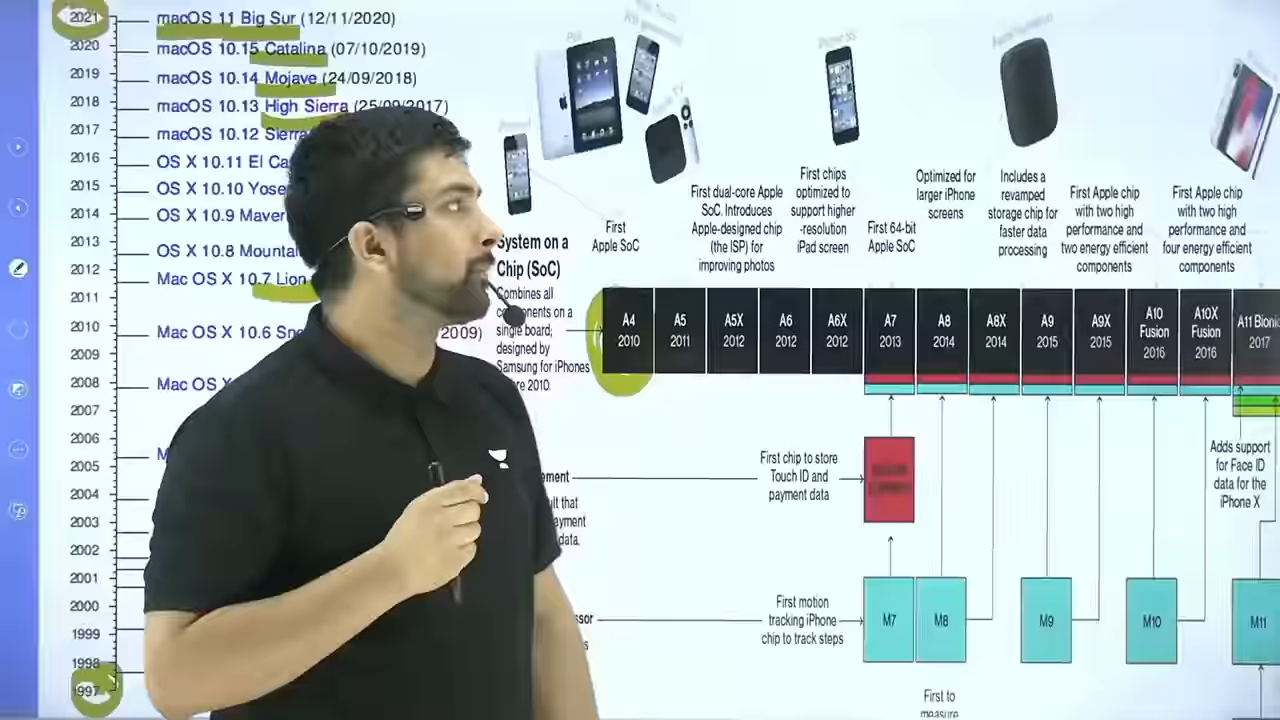 2021
2020
2019
2018
2017
2016
2015
2014
2013
2012
2011
2010
2009
2008
2007
2006
2005
2004
2003
2002
2001
2000
1999
1998
1997
macOS 11 Big Sur (12/11/2020)
macOS 10.15 Catalina (07/10/2019)
macOS 10.14 Mojave (24/09/2018)
macOS 10.13 High Sierra (25/09/2017)
macOS 10.12 Sierra
OS X 10.11 El Ca
OS X 10.10 Yose
OS X 10.9 Maver
OS X 10.8 Mounta
Mac OS X 10.7 Lion
Mac OS X 10.6 Sno
2009)
Mac OS X
M
System on a
Chip (SoC)
Combines all
components on a
single board;
designed by
Samsung for iPhones
re 2010.
iPad
iPhone 5S
First
Apple SoC
First dual-core Apple
SoC. Introduces
Apple-designed chip
(the ISP) for
improving photos
First chips
optimized to
support higher
-resolution
iPad screen
First 64-bit
Apple SoC
Optimized for
larger iPhone
screens
Includes a
revamped
storage chip for
faster data
processing
First Apple chip
with two high
performance and
two energy efficient
components
First Apple chip
with two high
performance and
four energy efficient
components
A4
2010
A5
2011
A5X
2012
A6
2012
A6X
2012
A7
2013
A8
2014
A8X
2014
A9
2015
A9X
2015
A10
Fusion
2016
A10X
Fusion
2016
A11 Bionic
2017
ement
ult that
ayment
data.
First chip to store
Touch ID and
payment data
Adds support
for Face ID
data for the
iPhone X
sor
s
First motion
tracking iPhone
chip to track steps
M7
M8
M9
M10
M11
First to
measure